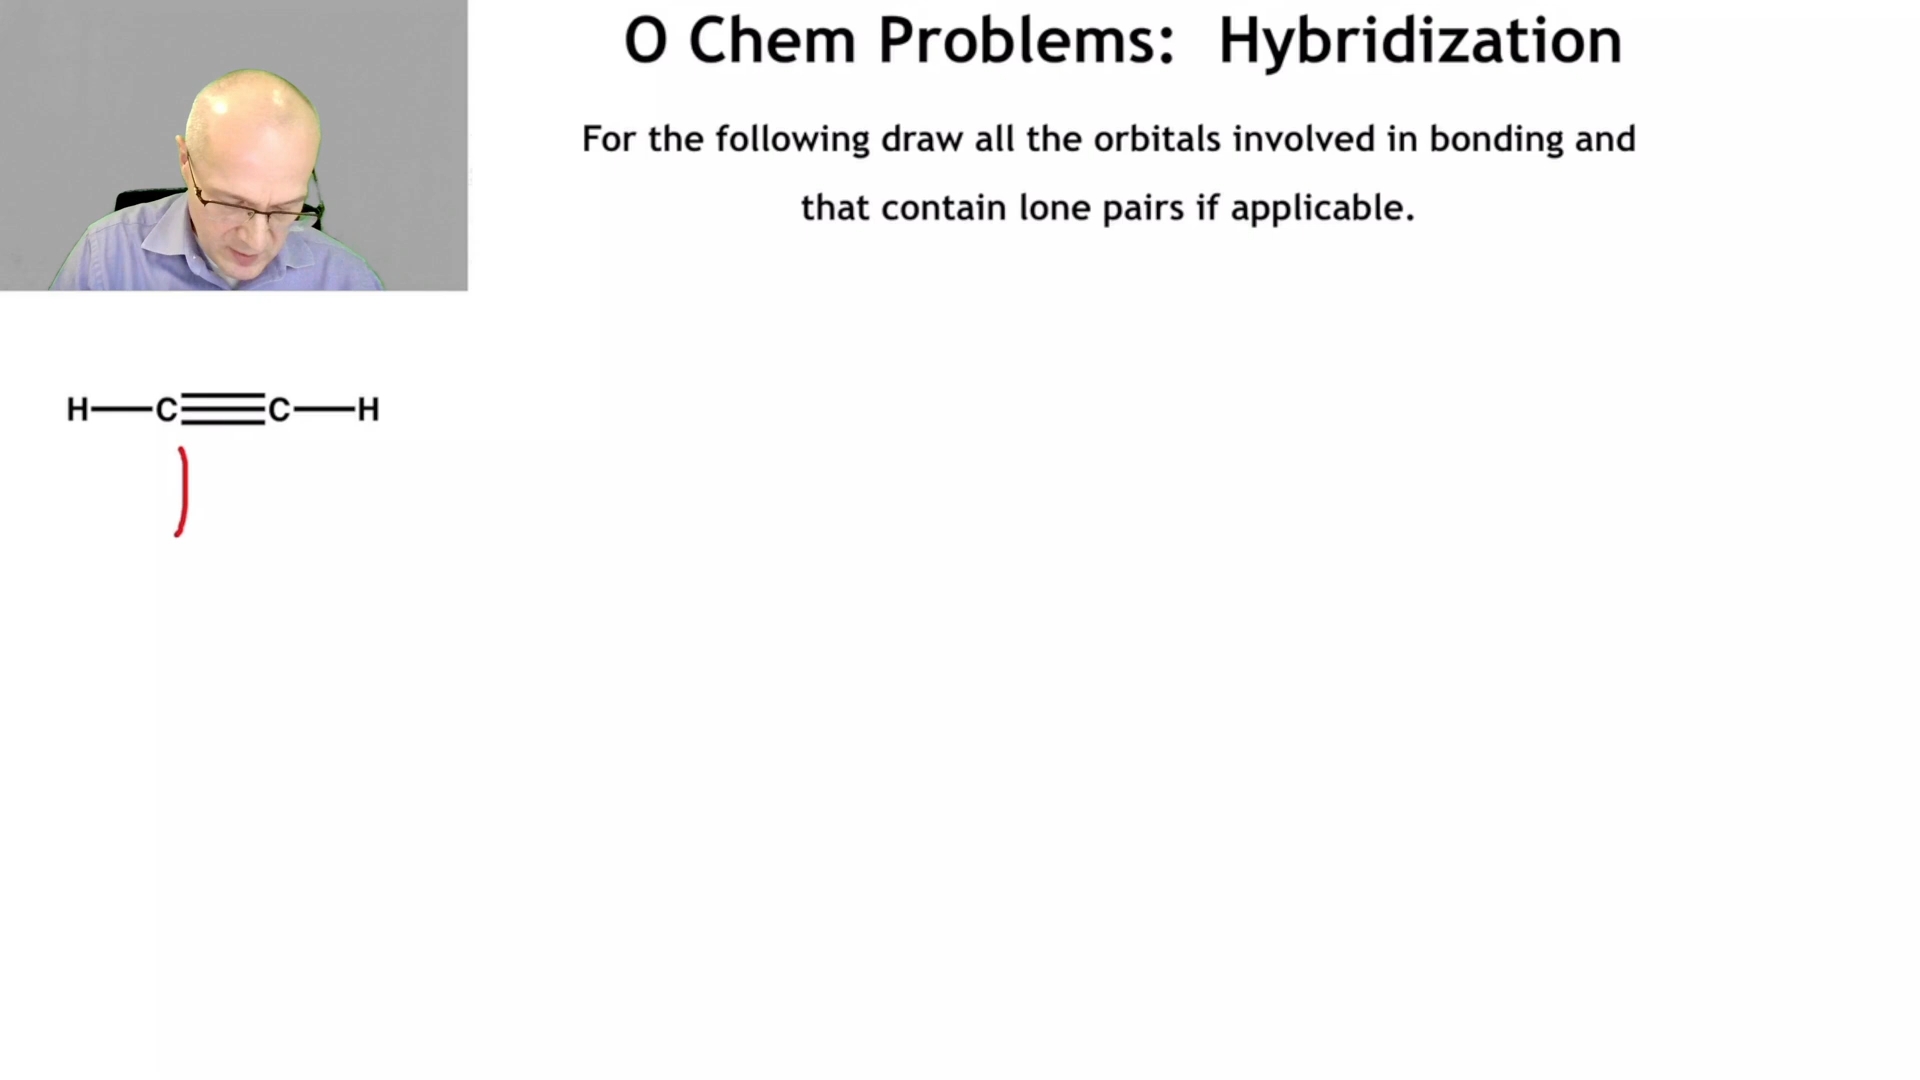 O Chem Problems: Hybridization
For the following draw all the orbitals involved in bonding and
that contain lone pairs if applicable.
H—C≡C—H